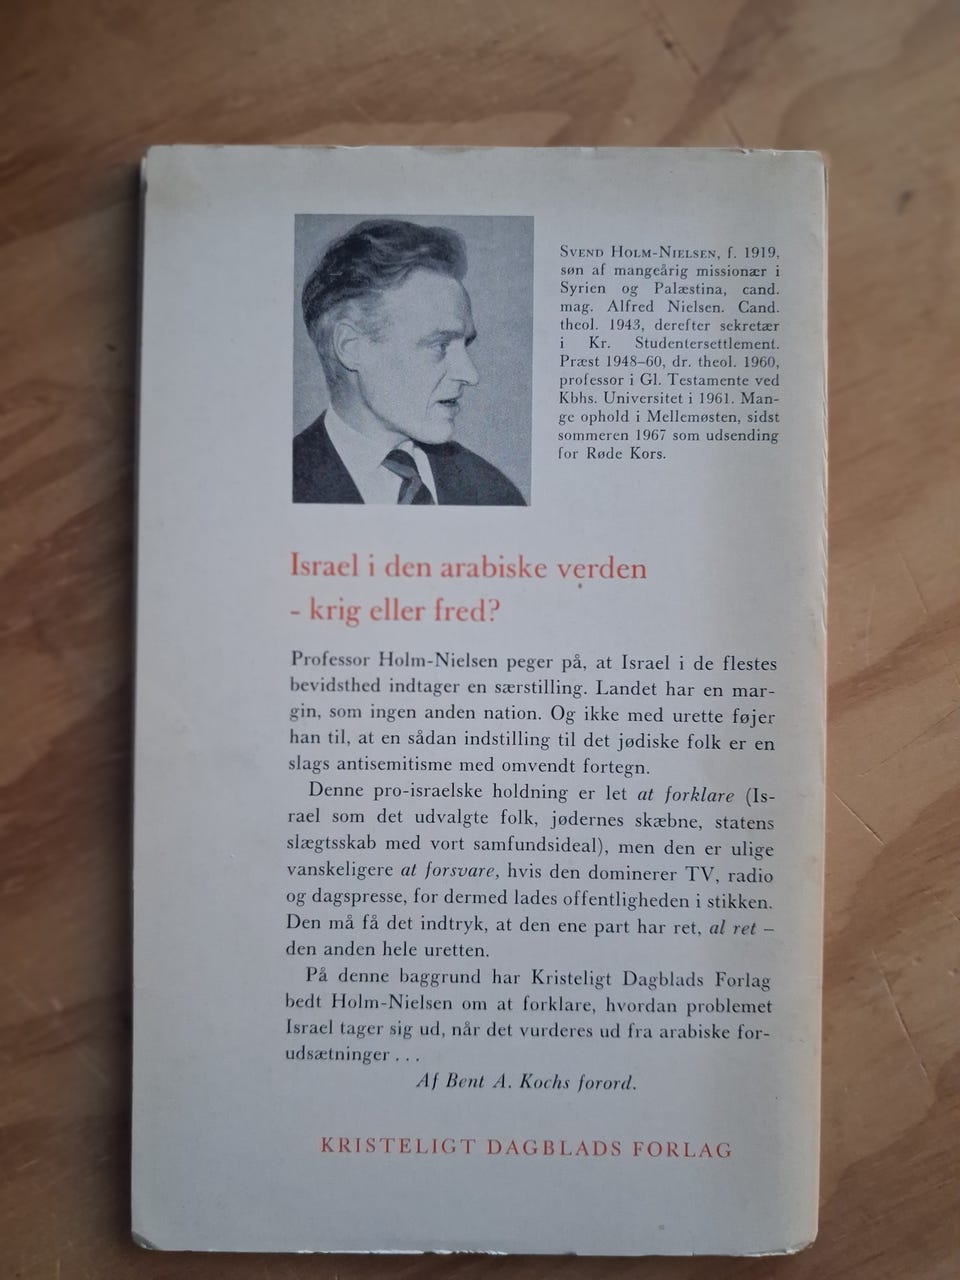 SVEND HOLM-NIELSEN, f. 1919,
søn af mangeårig missionær i
Syrien og Palæstina, cand.
mag. Alfred Nielsen. Cand.
theol. 1943, derefter sekretær
i Kr. Studentersettlement.
Præst 1948–60, dr. theol. 1960,
professor i Gl. Testamente ved
Kbhs. Universitet i 1961. Man-
ge ophold i Mellemøsten, sidst
sommeren 1967 som udsending
for Røde Kors.
Israel i den arabiske verden
- krig eller fred?
Professor Holm-Nielsen peger på, at Israel i de flestes
bevidsthed indtager en særstilling. Landet har en mar-
gin, som ingen anden nation. Og ikke med urette føjer
han til, at en sådan indstilling til det jødiske folk er en
slags antisemitisme med omvendt fortegn.
Denne pro-israelske holdning er let at forklare (Is-
rael som det udvalgte folk, jødernes skæbne, statens
slægtsskab med vort samfundsideal), men den er ulige
vanskeligere at forsvare, hvis den dominerer TV, radio
og dagspresse, for dermed lades offentligheden i stikken.
Den må få det indtryk, at den ene part har ret, al ret –
den anden hele uretten.
På denne baggrund har Kristeligt Dagblads Forlag
bedt Holm-Nielsen om at forklare, hvordan problemet
Israel tager sig ud, når det vurderes ud fra arabiske for-
udsætninger . . .
Af Bent A. Kochs forord.
KRISTELIGT DAGBLADS FORLAG